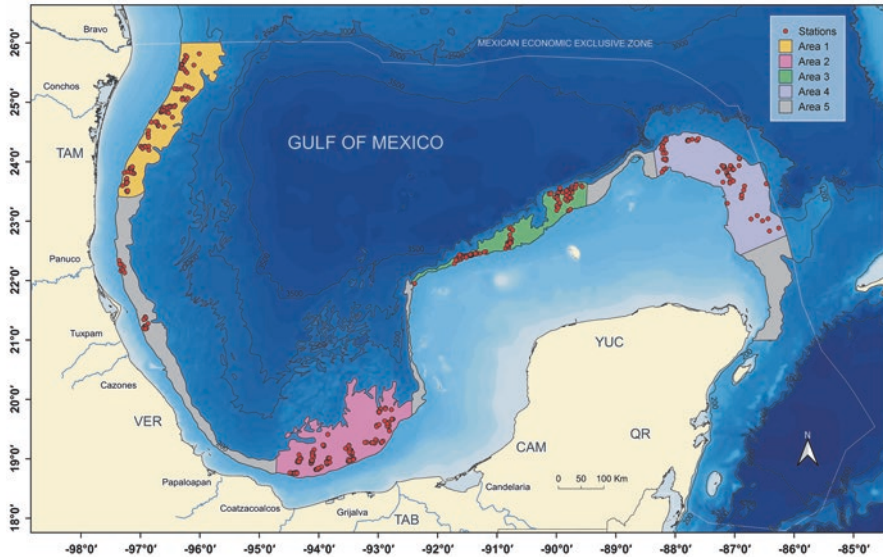 26°0'
25°0'
24°0'
23°0'
22°0'
21°0'
20°0'
19°0'
18°0'
Bravo
MEXICAN ECONOMIC EXCLUSIVE ZONE
Stations
Area 1
Area 2
Area 3
Area 4
Area 5
Conchos
GULF OF MEXICO
TAM
Panuco
Tuxpam
Cazones
YUC
VER
QR
CAM
N
0 50 100 Km
Papaloapan
Candelaria
Coatzacoalcos
Grijalva
TAB
-98°0' -97°0' -96°0' -95°0' -94°0' -93°0' -92°0' -91°0' -90°0' -89°0' -88°0' -87°0' -86°0' -85°0'